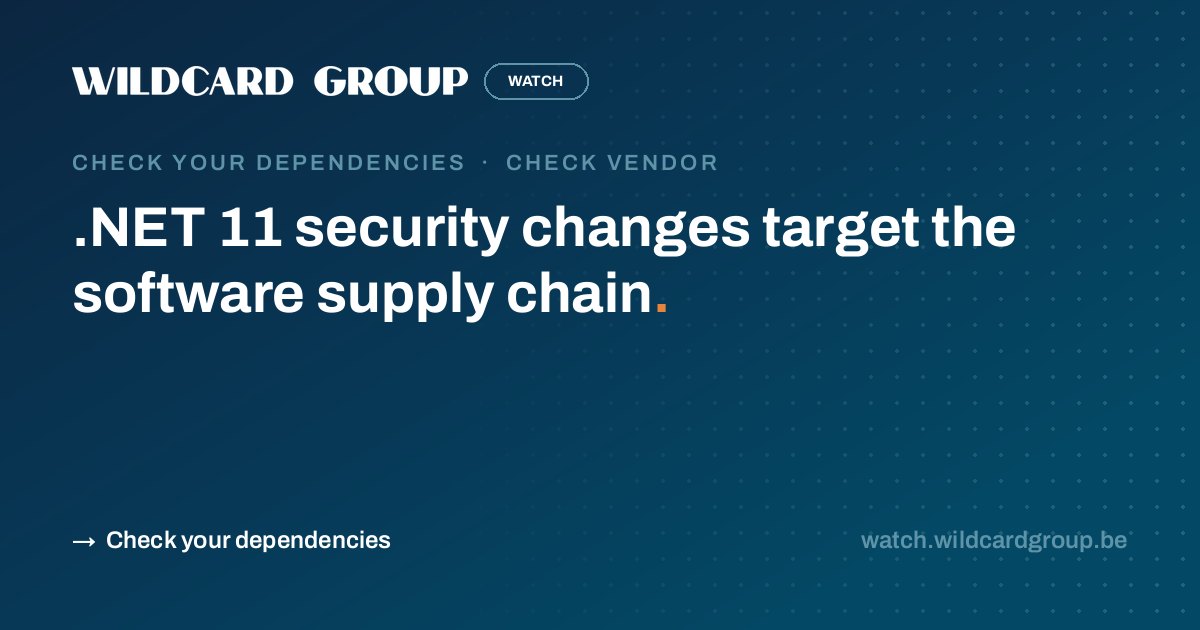 WILDCARD GROUP WATCH
CHECK YOUR DEPENDENCIES · CHECK VENDOR
.NET 11 security changes target the
software supply chain.
→ Check your dependencies
watch.wildcardgroup.be